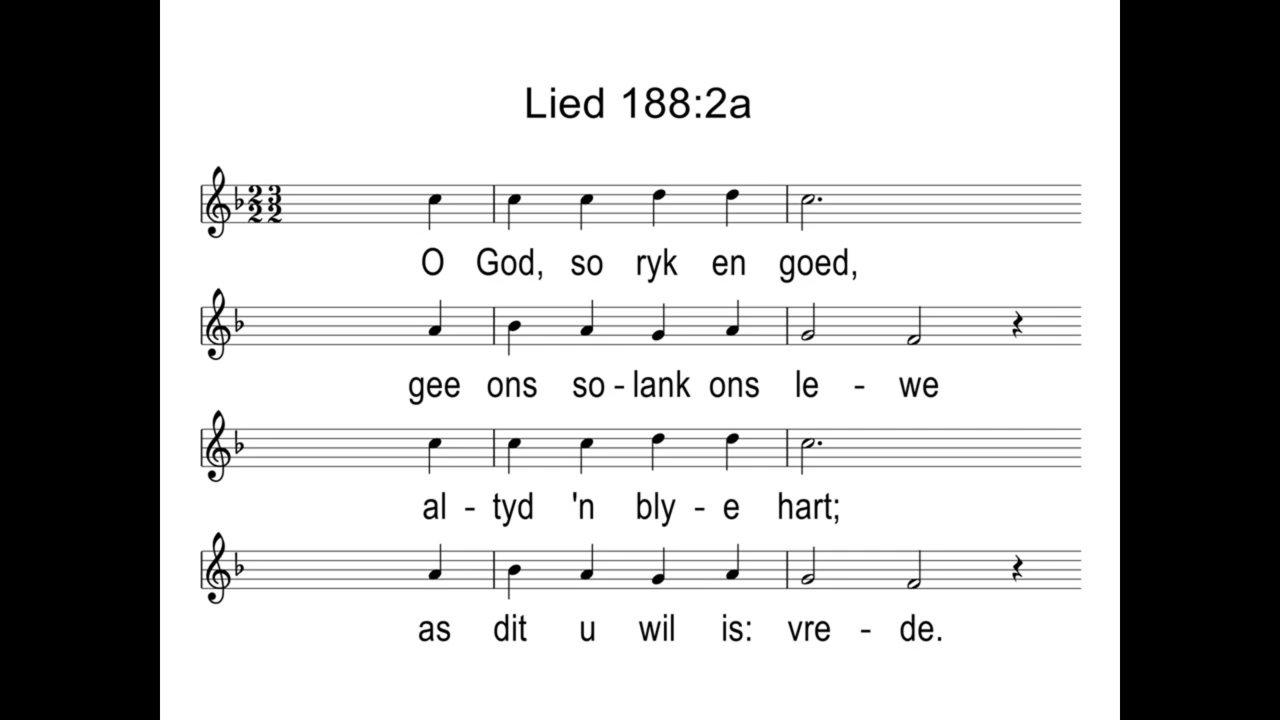 Lied 188:2a
O God, so ryk en goed,
gee ons so - lank ons le - we
al - tyd 'n bly - e hart;
as dit u wil is: vre - de.